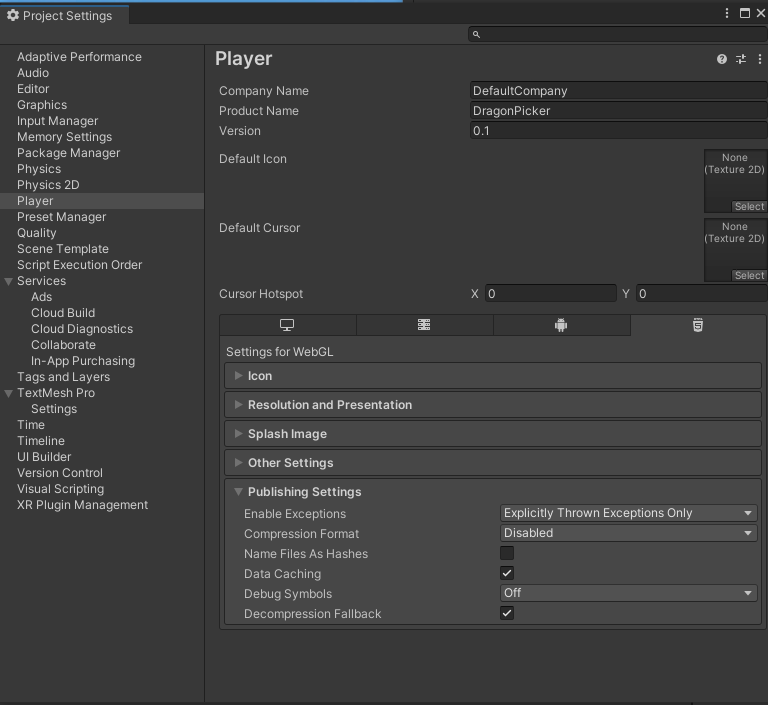 Project Settings
Adaptive Performance
Audio
Editor
Graphics
Input Manager
Memory Settings
Package Manager
Physics
Physics 2D
Player
Preset Manager
Quality
Scene Template
Script Execution Order
Services
Ads
Cloud Build
Cloud Diagnostics
Collaborate
In-App Purchasing
Tags and Layers
TextMesh Pro
Settings
Time
Timeline
UI Builder
Version Control
Visual Scripting
XR Plugin Management
Player
Company Name DefaultCompany
Product Name DragonPicker
Version 0.1
Default Icon
None
(Texture 2D)
Select
Default Cursor
None
(Texture 2D)
Select
Cursor Hotspot X 0 Y 0
Settings for WebGL
Icon
Resolution and Presentation
Splash Image
Other Settings
Publishing Settings
Enable Exceptions Explicitly Thrown Exceptions Only
Compression Format Disabled
Name Files As Hashes
Data Caching
Debug Symbols Off
Decompression Fallback